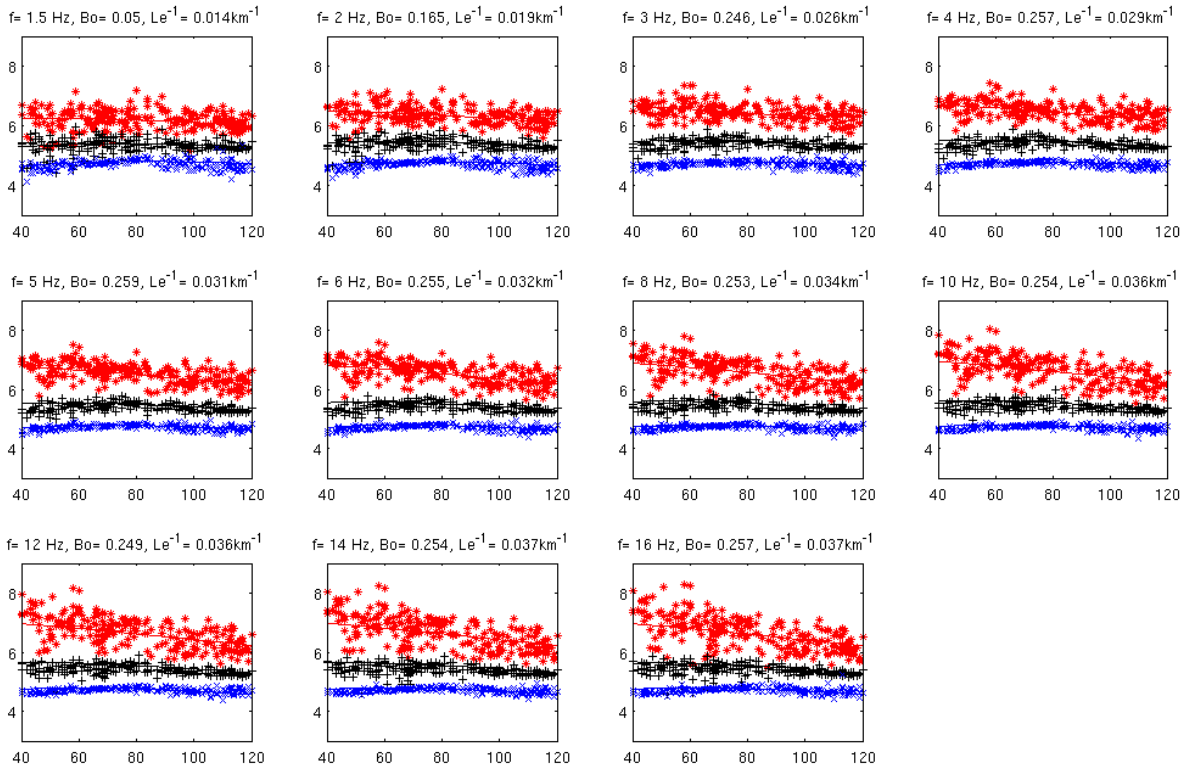 f= 1.5 Hz, Bo= 0.05, Le⁻¹ = 0.014km⁻¹
f= 2 Hz, Bo= 0.165, Le⁻¹ = 0.019km⁻¹
f= 3 Hz, Bo= 0.246, Le⁻¹ = 0.026km⁻¹
f= 4 Hz, Bo= 0.257, Le⁻¹ = 0.029km⁻¹
8 8 8 8
6 6 6 6
4 4 4 4
40 60 80 100 120 40 60 80 100 120 40 60 80 100 120 40 60 80 100 120
f= 5 Hz, Bo= 0.259, Le⁻¹ = 0.031km⁻¹
f= 6 Hz, Bo= 0.255, Le⁻¹ = 0.032km⁻¹
f= 8 Hz, Bo= 0.253, Le⁻¹ = 0.034km⁻¹
f= 10 Hz, Bo= 0.254, Le⁻¹ = 0.036km⁻¹
8 8 8 8
6 6 6 6
4 4 4 4
40 60 80 100 120 40 60 80 100 120 40 60 80 100 120 40 60 80 100 120
f= 12 Hz, Bo= 0.249, Le⁻¹ = 0.036km⁻¹
f= 14 Hz, Bo= 0.254, Le⁻¹ = 0.037km⁻¹
f= 16 Hz, Bo= 0.257, Le⁻¹ = 0.037km⁻¹
8 8 8
6 6 6
4 4 4
40 60 80 100 120 40 60 80 100 120 40 60 80 100 120